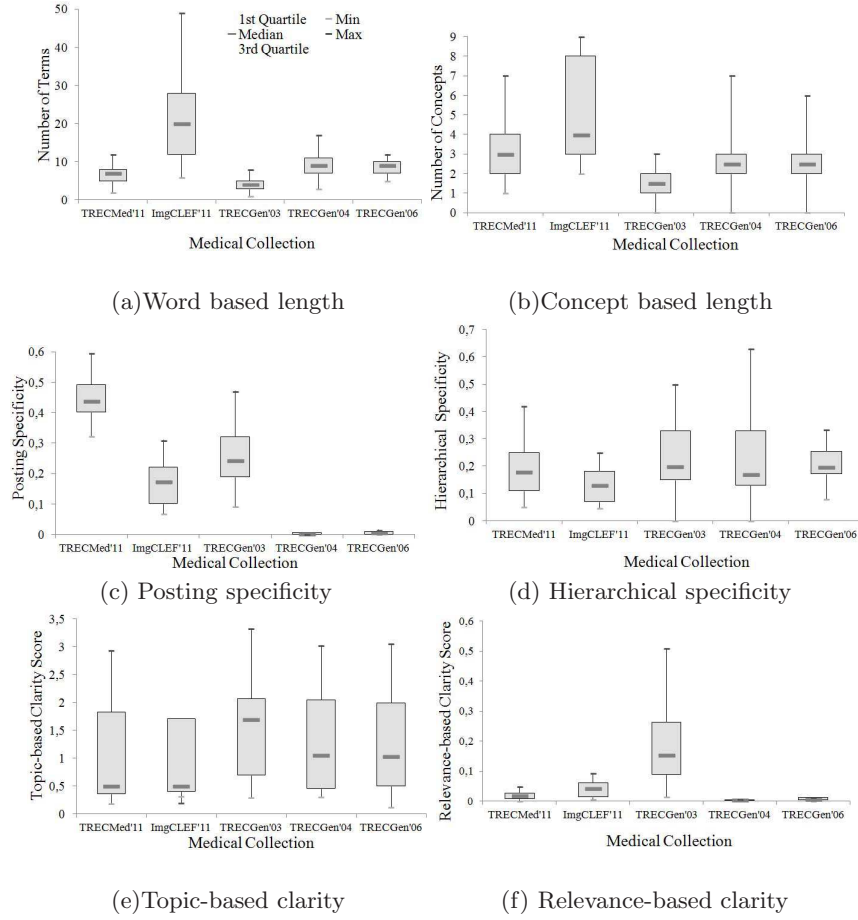 1st Quartile Min
Median Max
3rd Quartile
Number of Terms
50
40
30
20
10
0
TRECMed'11 ImgCLEF'11 TRECGen'03 TRECGen'04 TRECGen'06
Medical Collection
(a)Word based length
Number of Concepts
9
8
7
6
5
4
3
2
1
0
TRECMed'11 ImgCLEF'11 TRECGen'03 TRECGen'04 TRECGen'06
Medical Collection
(b)Concept based length
Posting Specificity
0,6
0,5
0,4
0,3
0,2
0,1
0
TRECMed'11 ImgCLEF'11 TRECGen'03 TRECGen'04 TRECGen'06
Medical Collection
(c) Posting specificity
Hierarchical Specificity
0,7
0,6
0,5
0,4
0,3
0,2
0,1
0
TRECMed'11 ImgCLEF'11 TRECGen'03 TRECGen'04 TRECGen'06
Medical Collection
(d) Hierarchical specificity
Topic-based Clarity Score
3,5
3
2,5
2
1,5
1
0,5
0
TRECMed'11 ImgCLEF'11 TRECGen'03 TRECGen'04 TRECGen'06
Medical Collection
(e)Topic-based clarity
Relevance-based Clarity Score
0,6
0,5
0,4
0,3
0,2
0,1
0
TRECMed'11 ImgCLEF'11 TRECGen'03 TRECGen'04 TRECGen'06
Medical Collection
(f) Relevance-based clarity